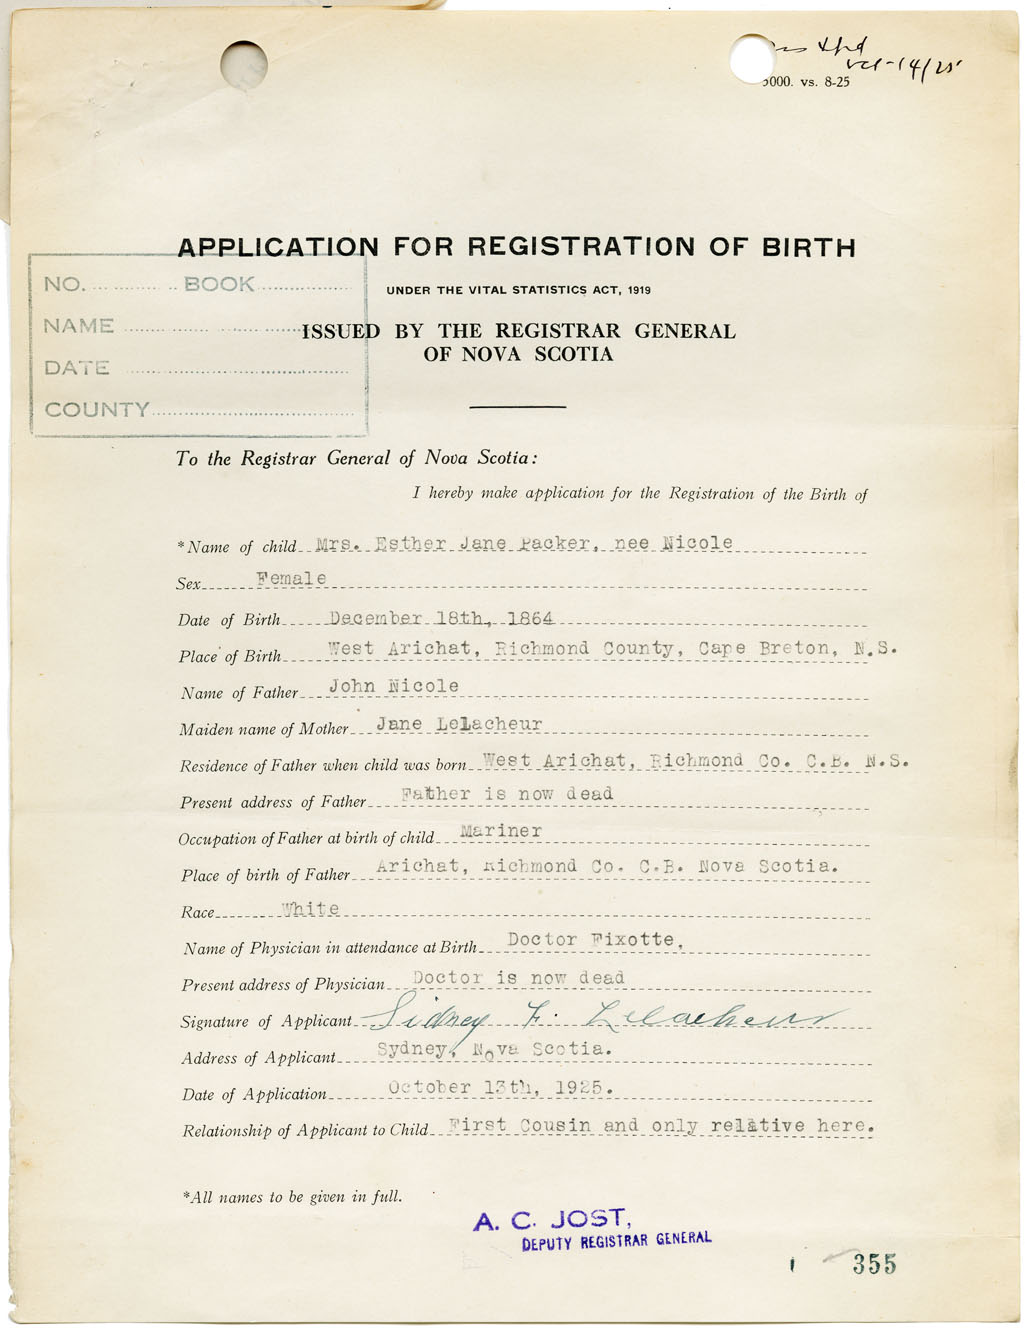 Oct-14/25
5000. vs. 8-25
APPLICATION FOR REGISTRATION OF BIRTH
NO. BOOK
UNDER THE VITAL STATISTICS ACT, 1919
NAME
ISSUED BY THE REGISTRAR GENERAL
OF NOVA SCOTIA
DATE
COUNTY
To the Registrar General of Nova Scotia:
I hereby make application for the Registration of the Birth of
*Name of child Mrs. Esther Jane Packer, nee Nicole
Sex Female
Date of Birth December 18th, 1864
Place of Birth West Arichat, Richmond County, Cape Breton, N.S.
Name of Father John Nicole
Maiden name of Mother Jane Lelacheur
Residence of Father when child was born West Arichat, Richmond Co. C.B. N.S.
Present address of Father Father is now dead
Occupation of Father at birth of child Mariner
Place of birth of Father Arichat, Richmond Co. C.B. Nova Scotia.
Race White
Name of Physician in attendance at Birth Doctor Fixotte,
Present address of Physician Doctor is now dead
Signature of Applicant Sidney F. Lelacheur
Address of Applicant Sydney, Nova Scotia.
Date of Application October 13th, 1925.
Relationship of Applicant to Child First Cousin and only relative here.
*All names to be given in full.
A. C. JOST,
DEPUTY REGISTRAR GENERAL
355